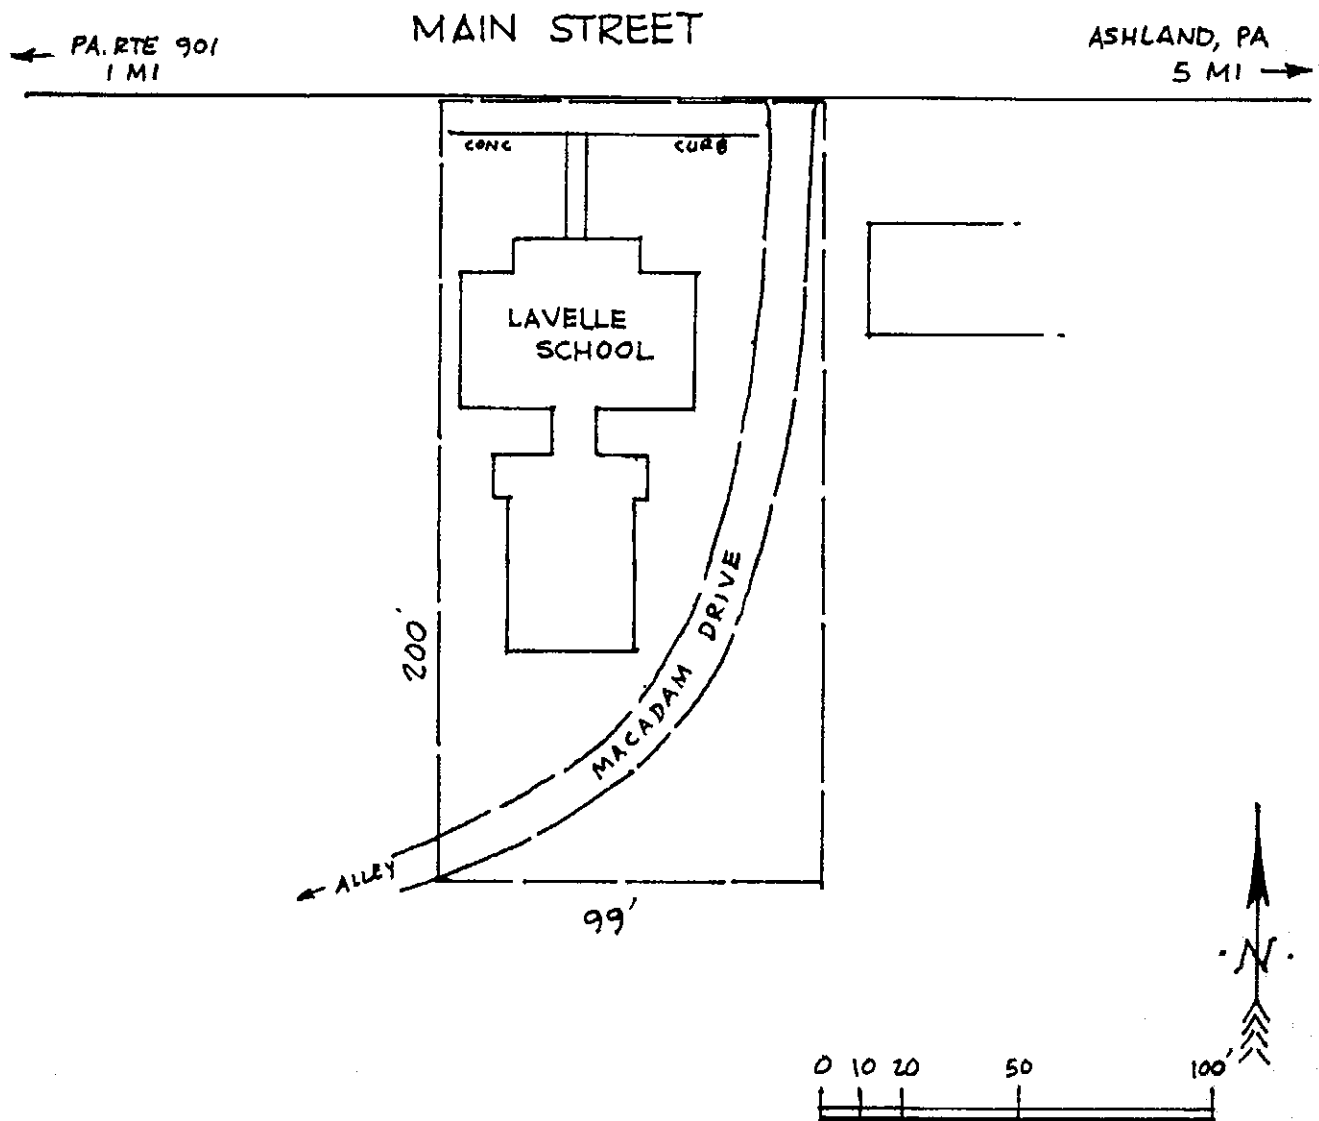 MAIN STREET
PA. RTE 901
1 MI
ASHLAND, PA
5 MI
CONC CURB
LAVELLE
SCHOOL
200'
MACADAM DRIVE
ALLEY
99'
N
0 10 20 50 100'